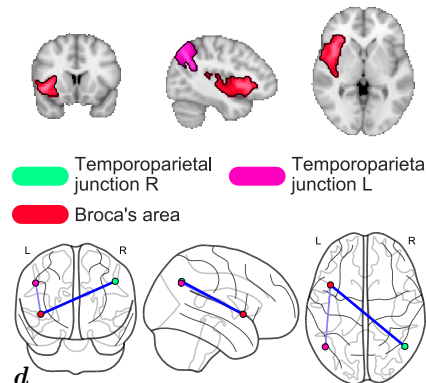 Temporoparietal
junction R
Temporoparieta
junction L
Broca's area
L R
L R
d